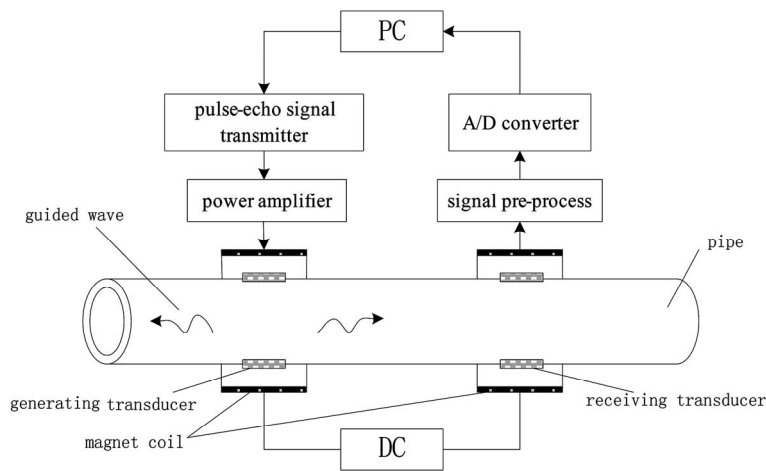 PC
pulse-echo signal
transmitter
A/D converter
power amplifier
signal pre-process
guided wave
pipe
generating transducer
receiving transducer
magnet coil
DC